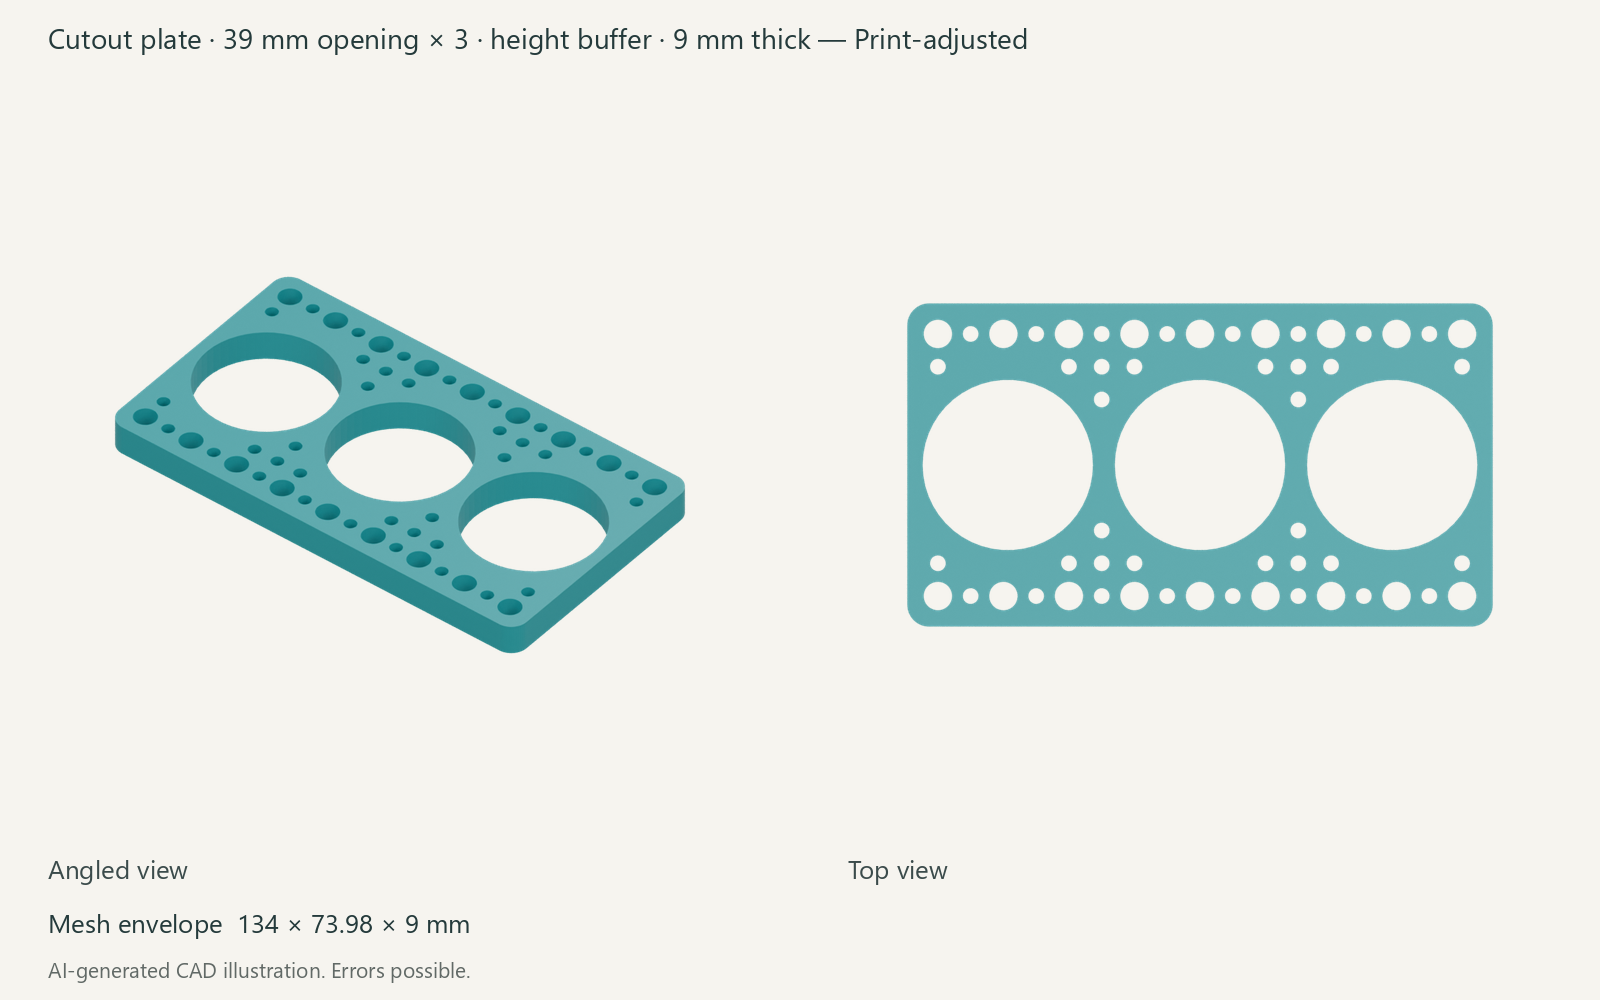 Cutout plate · 39 mm opening × 3 · height buffer · 9 mm thick — Print-adjusted
Angled view
Top view
Mesh envelope 134 × 73.98 × 9 mm
AI-generated CAD illustration. Errors possible.